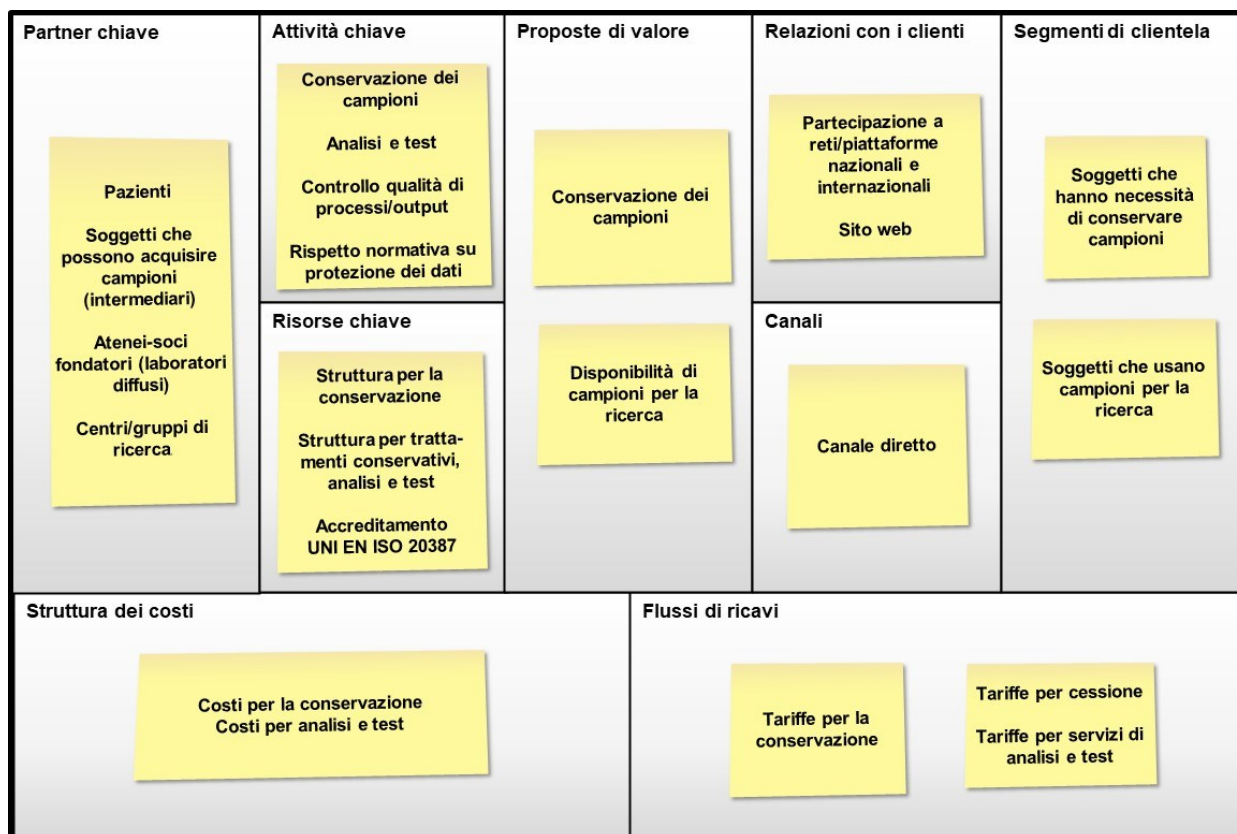 Partner chiave
Pazienti
Soggetti che
possono acquisire
campioni
(intermediari)
Atenei-soci
fondatori (laboratori
diffusi)
Centri/gruppi di
ricerca
Attività chiave
Conservazione dei
campioni
Analisi e test
Controllo qualità di
processi/output
Rispetto normativa su
protezione dei dati
Risorse chiave
Struttura per la
conservazione
Struttura per tratta-
menti conservativi,
analisi e test
Accreditamento
UNI EN ISO 20387
Proposte di valore
Conservazione dei
campioni
Disponibilità di
campioni per la
ricerca
Relazioni con i clienti
Partecipazione a
reti/piattaforme
nazionali e
internazionali
Sito web
Canali
Canale diretto
Segmenti di clientela
Soggetti che
hanno necessità
di conservare
campioni
Soggetti che usano
campioni per la
ricerca
Struttura dei costi
Costi per la conservazione
Costi per analisi e test
Flussi di ricavi
Tariffe per la
conservazione
Tariffe per cessione
Tariffe per servizi di
analisi e test